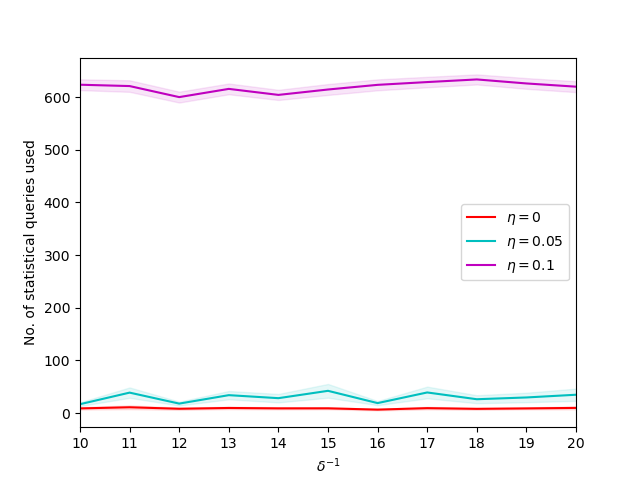 No. of statistical queries used
600
500
400
300
200
100
0
η = 0
η = 0.05
η = 0.1
10 11 12 13 14 15 16 17 18 19 20
δ⁻¹